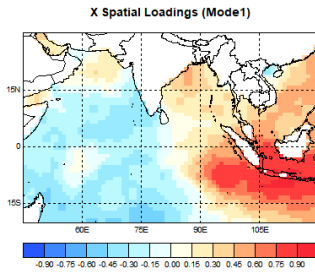 X Spatial Loadings (Mode1)
15N
0
15S
60E 75E 90E 105E
-0.90 -0.75 -0.60 -0.45 -0.30 -0.15 0.00 0.15 0.30 0.45 0.60 0.75 0.90